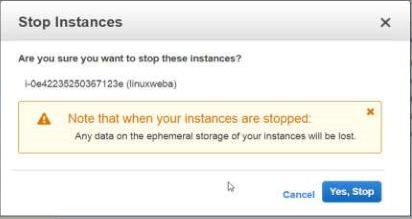 Stop Instances
Are you sure you want to stop these instances?
i-0e42235250367123e (linuxweba)
Note that when your instances are stopped:
Any data on the ephemeral storage of your instances will be lost.
Cancel
Yes, Stop